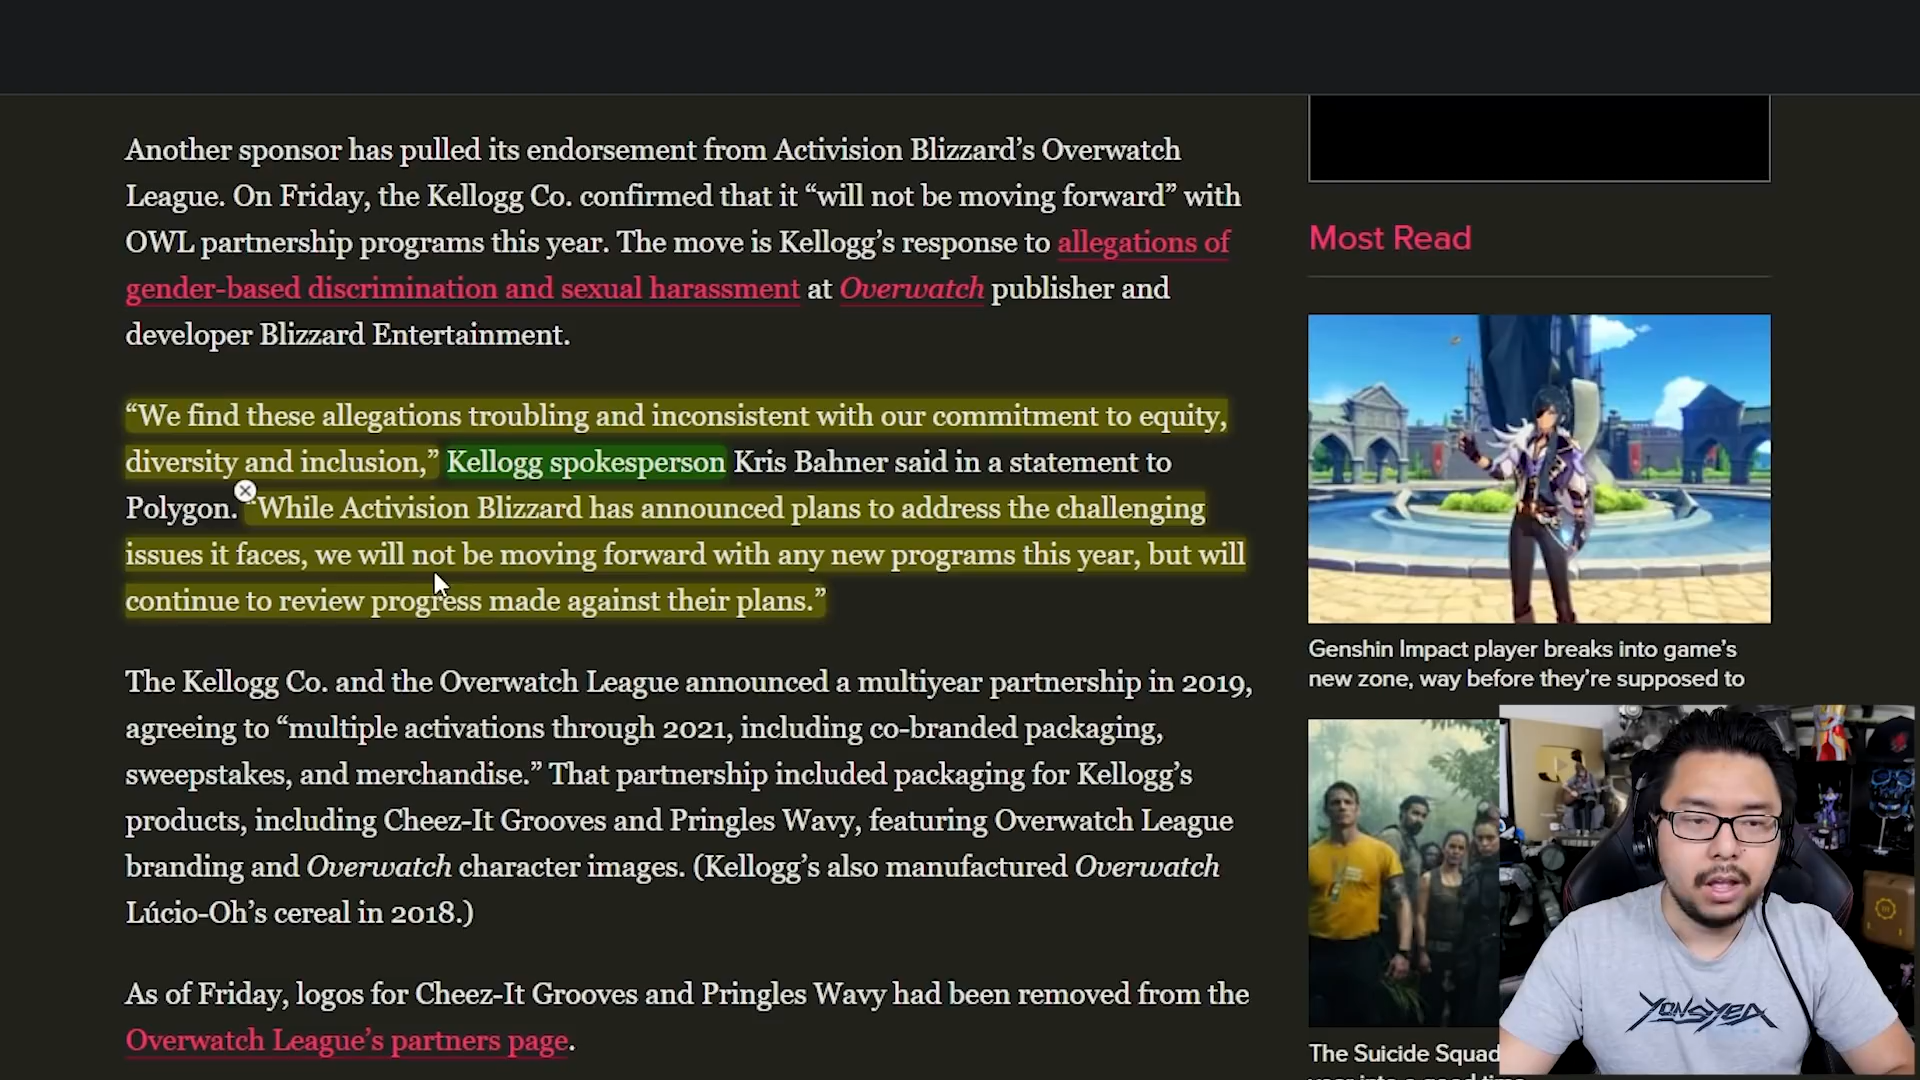 Another sponsor has pulled its endorsement from Activision Blizzard’s Overwatch
League. On Friday, the Kellogg Co. confirmed that it “will not be moving forward” with
OWL partnership programs this year. The move is Kellogg’s response to allegations of
gender-based discrimination and sexual harassment at Overwatch publisher and
developer Blizzard Entertainment.
“We find these allegations troubling and inconsistent with our commitment to equity,
diversity and inclusion,” Kellogg spokesperson Kris Bahner said in a statement to
Polygon. “While Activision Blizzard has announced plans to address the challenging
issues it faces, we will not be moving forward with any new programs this year, but will
continue to review progress made against their plans.”
The Kellogg Co. and the Overwatch League announced a multiyear partnership in 2019,
agreeing to “multiple activations through 2021, including co-branded packaging,
sweepstakes, and merchandise.” That partnership included packaging for Kellogg’s
products, including Cheez-It Grooves and Pringles Wavy, featuring Overwatch League
branding and Overwatch character images. (Kellogg’s also manufactured Overwatch
Lúcio-Oh’s cereal in 2018.)
As of Friday, logos for Cheez-It Grooves and Pringles Wavy had been removed from the
Overwatch League’s partners page.
Most Read
Genshin Impact player breaks into game’s
new zone, way before they’re supposed to
The Suicide Squad
YONGYEA